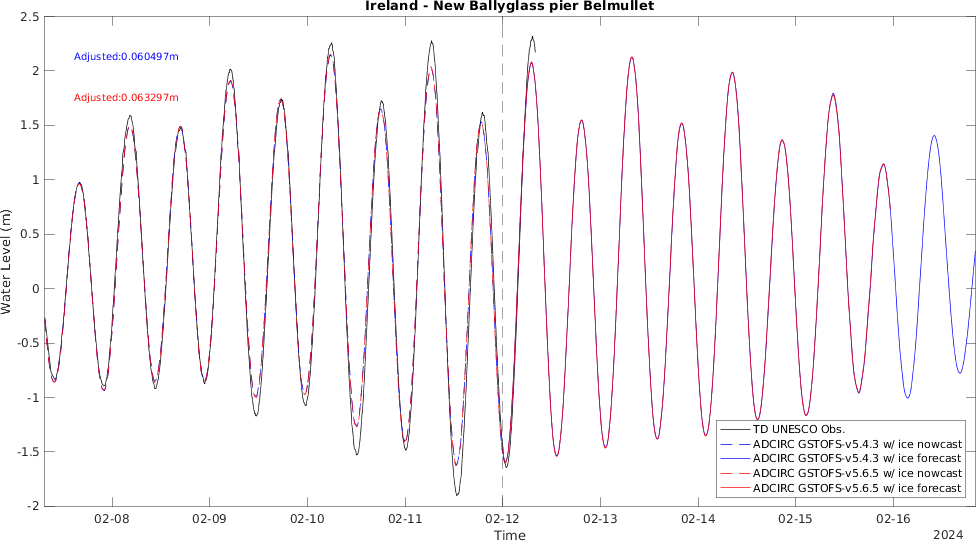 Ireland - New Ballyglass pier Belmullet
2.5
2
1.5
1
0.5
0
-0.5
-1
-1.5
-2
Water Level (m)
Adjusted:0.060497m
Adjusted:0.063297m
TD UNESCO Obs.
ADCIRC GSTOFS-v5.4.3 w/ ice nowcast
ADCIRC GSTOFS-v5.4.3 w/ ice forecast
ADCIRC GSTOFS-v5.6.5 w/ ice nowcast
ADCIRC GSTOFS-v5.6.5 w/ ice forecast
02-08 02-09 02-10 02-11 02-12 02-13 02-14 02-15 02-16
Time
2024